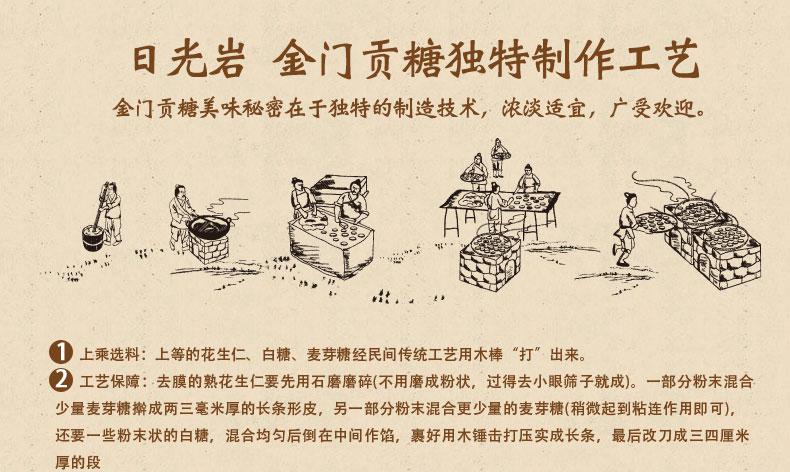 日光岩 金门贡糖独特制作工艺
金门贡糖美味秘密在于独特的制造技术，浓淡适宜，广受欢迎。
1 上乘选料：上等的花生仁、白糖、麦芽糖经民间传统工艺用木棒“打”出来。
2 工艺保障：去膜的熟花生仁要先用石磨磨碎(不用磨成粉状，过得去小眼筛子就成)。一部分粉末混合
少量麦芽糖擀成两三毫米厚的长条形皮，另一部分粉末混合更少量的麦芽糖(稍微起到粘连作用即可)，
还要一些粉末状的白糖，混合均匀后倒在中间作馅，裹好用木锤击打压实成长条，最后改刀成三四厘米
厚的段